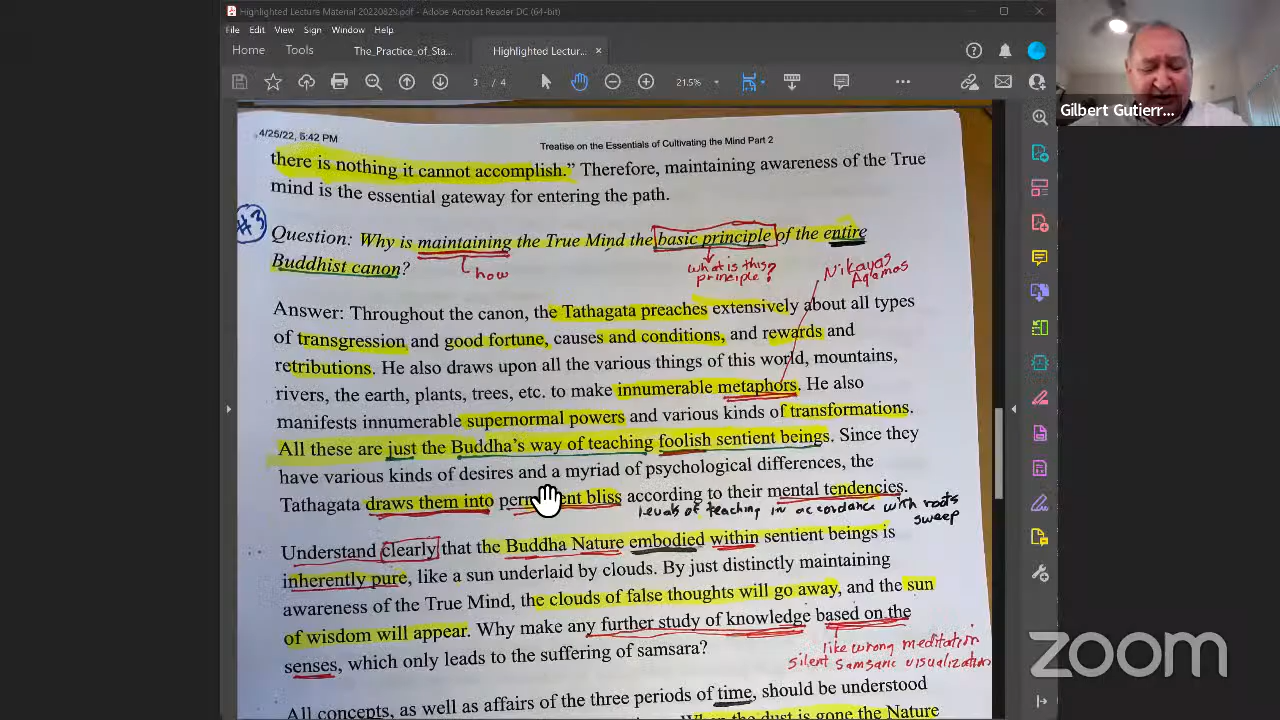 Highlighted Lecture Material 20220829.pdf - Adobe Acrobat Reader DC (64-bit)
File Edit View Sign Window Help
Home Tools The_Practice_of_Sta... Highlighted Lectur... ×
3 / 4 21.5%
Gilbert Gutierr...
4/25/22, 5:42 PM
Treatise on the Essentials of Cultivating the Mind Part 2
there is nothing it cannot accomplish.” Therefore, maintaining awareness of the True
mind is the essential gateway for entering the path.
#3
Question: Why is maintaining the True Mind the basic principle of the entire
Buddhist canon?
how
what is this?
principle?
Nikayas
Agamas
Answer: Throughout the canon, the Tathagata preaches extensively about all types
of transgression and good fortune, causes and conditions, and rewards and
retributions. He also draws upon all the various things of this world, mountains,
rivers, the earth, plants, trees, etc. to make innumerable metaphors. He also
manifests innumerable supernormal powers and various kinds of transformations.
All these are just the Buddha’s way of teaching foolish sentient beings. Since they
have various kinds of desires and a myriad of psychological differences, the
Tathagata draws them into bliss according to their mental tendencies.
levels of teaching in accordance with roots
sweep
Understand clearly that the Buddha Nature embodied within sentient beings is
inherently pure, like a sun underlaid by clouds. By just distinctly maintaining
awareness of the True Mind, the clouds of false thoughts will go away, and the sun
of wisdom will appear. Why make any further study of knowledge based on the
senses, which only leads to the suffering of samsara?
like wrong meditation
silent samsaric visualization
All concepts, as well as affairs of the three periods of time, should be understood
the dust is gone the Nature
zoom